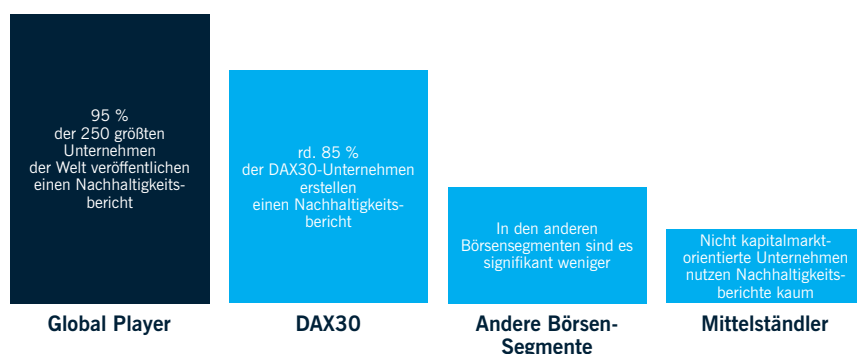 95 %
der 250 größten
Unternehmen
der Welt veröffentlichen
einen Nachhaltigkeits-
bericht
rd. 85 %
der DAX30-Unternehmen
erstellen
einen Nachhaltigkeits-
bericht
In den anderen
Börsensegmenten sind es
signifikant weniger
Nicht kapitalmarkt-
orientierte Unternehmen
nutzen Nachhaltigkeits-
berichte kaum
Global Player
DAX30
Andere Börsen-
Segmente
Mittelständler